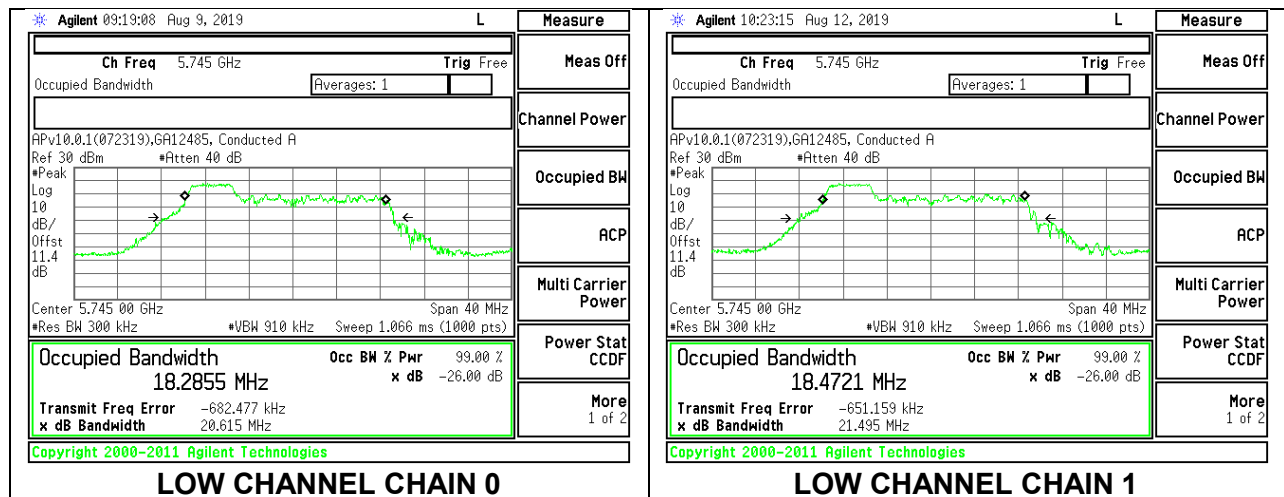 Agilent 09:19:08 Aug 9, 2019 L Measure
Ch Freq 5.745 GHz Trig Free
Occupied Bandwidth Averages: 1
APv10.0.1(072319),GA12485, Conducted A
Ref 30 dBm #Atten 40 dB
#Peak
Log
10
dB/
Offst
11.4
dB
Center 5.745 00 GHz Span 40 MHz
#Res BW 300 kHz #VBW 910 kHz Sweep 1.066 ms (1000 pts)
Occupied Bandwidth Occ BW % Pwr 99.00 %
18.2855 MHz x dB -26.00 dB
Transmit Freq Error -682.477 kHz
x dB Bandwidth 20.615 MHz
Copyright 2000-2011 Agilent Technologies
Meas Off
Channel Power
Occupied BW
ACP
Multi Carrier
Power
Power Stat
CCDF
More
1 of 2
LOW CHANNEL CHAIN 0
Agilent 10:23:15 Aug 12, 2019 L Measure
Ch Freq 5.745 GHz Trig Free
Occupied Bandwidth Averages: 1
APv10.0.1(072319),GA12485, Conducted A
Ref 30 dBm #Atten 40 dB
#Peak
Log
10
dB/
Offst
11.4
dB
Center 5.745 00 GHz Span 40 MHz
#Res BW 300 kHz #VBW 910 kHz Sweep 1.066 ms (1000 pts)
Occupied Bandwidth Occ BW % Pwr 99.00 %
18.4721 MHz x dB -26.00 dB
Transmit Freq Error -651.159 kHz
x dB Bandwidth 21.495 MHz
Copyright 2000-2011 Agilent Technologies
Meas Off
Channel Power
Occupied BW
ACP
Multi Carrier
Power
Power Stat
CCDF
More
1 of 2
LOW CHANNEL CHAIN 1